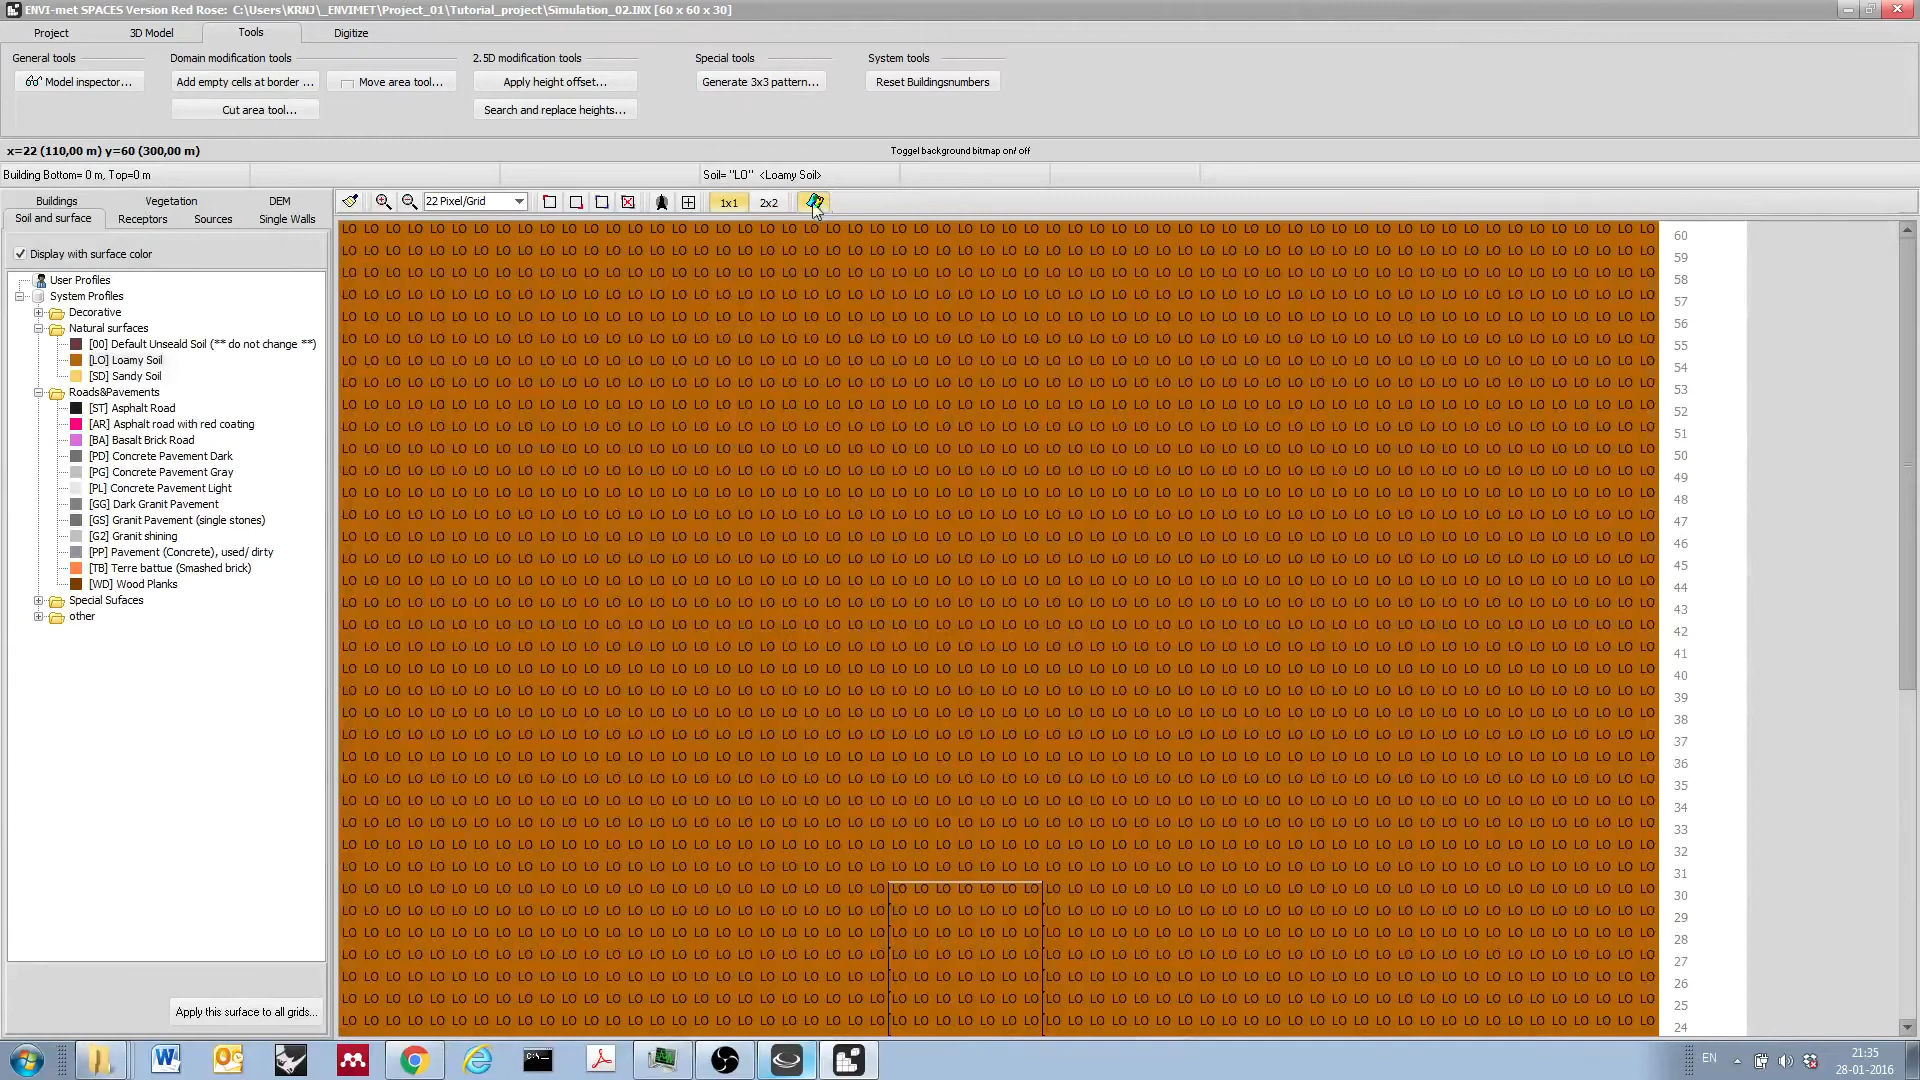 ENVI-met SPACES Version Red Rose: C:\Users\KRNJ\_ENVIMET\Project_01\Tutorial_project\Simulation_02.INX [60 x 60 x 30]
Project 3D Model Tools Digitize
General tools Domain modification tools 2.5D modification tools Special tools System tools
Model inspector... Add empty cells at border ... Move area tool... Apply height offset... Generate 3x3 pattern... Reset Buildingsnumbers
Cut area tool... Search and replace heights...
x=22 (110,00 m) y=60 (300,00 m) Toggel background bitmap on/ off
Building Bottom= 0 m, Top=0 m Soil= "LO" <Loamy Soil>
Buildings Vegetation DEM
Soil and surface Receptors Sources Single Walls
22 Pixel/Grid 1x1 2x2
Display with surface color
User Profiles
System Profiles
Decorative
Natural surfaces
[00] Default Unseald Soil (** do not change **)
[LO] Loamy Soil
[SD] Sandy Soil
Roads&Pavements
[ST] Asphalt Road
[AR] Asphalt road with red coating
[BA] Basalt Brick Road
[PD] Concrete Pavement Dark
[PG] Concrete Pavement Gray
[PL] Concrete Pavement Light
[GG] Dark Granit Pavement
[GS] Granit Pavement (single stones)
[G2] Granit shining
[PP] Pavement (Concrete), used/ dirty
[TB] Terre battue (Smashed brick)
[WD] Wood Planks
Special Sufaces
other
Apply this surface to all grids...
60
59
58
57
56
55
54
53
52
51
50
49
48
47
46
45
44
43
42
41
40
39
38
37
36
35
34
33
32
31
30
29
28
27
26
25
24
EN 21:35
28-01-2016